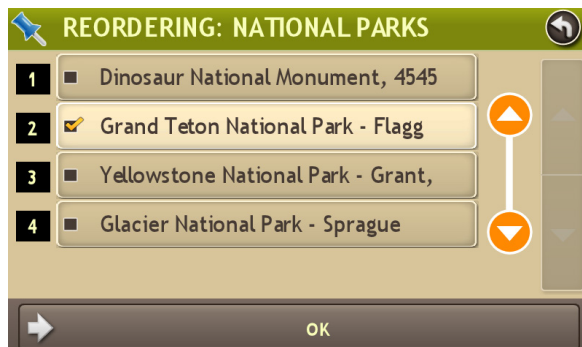 REORDERING: NATIONAL PARKS
1 Dinosaur National Monument, 4545
2 Grand Teton National Park - Flagg
3 Yellowstone National Park - Grant,
4 Glacier National Park - Sprague
OK